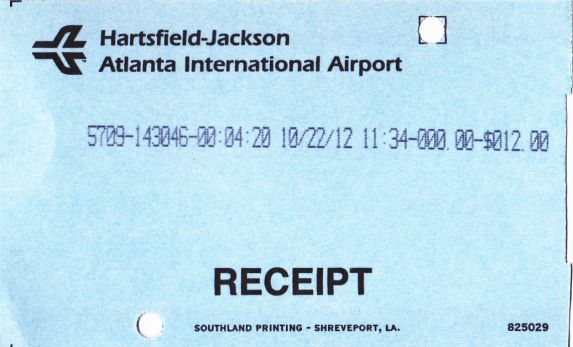 Hartsfield-Jackson
Atlanta International Airport
5709-143046-00:04:20 10/22/12 11:34-000.00-$012.00
RECEIPT
SOUTHLAND PRINTING - SHREVEPORT, LA.
825029